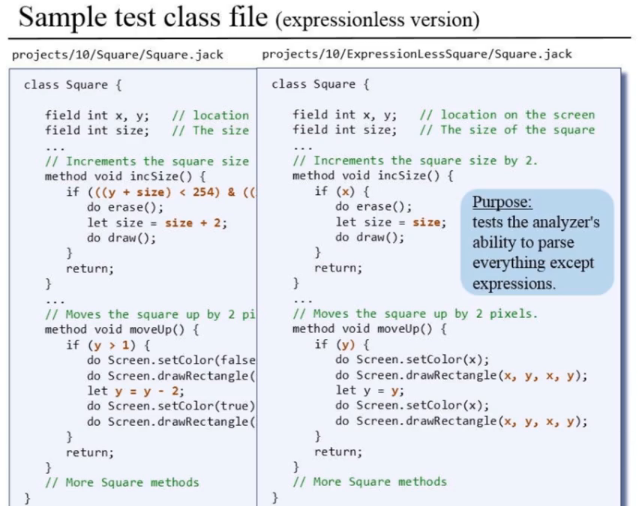 Sample test class file (expressionless version)
projects/10/Square/Square.jack
class Square {
field int x, y; // location
field int size; // The size
...
// Increments the square size
method void incSize() {
if (((y + size) < 254) & ((
do erase();
let size = size + 2;
do draw();
}
return;
}
...
// Moves the square up by 2 pi
method void moveUp() {
if (y > 1) {
do Screen.setColor(false
do Screen.drawRectangle(
let y = y - 2;
do Screen.setColor(true)
do Screen.drawRectangle(
}
return;
}
// More Square methods
}
projects/10/ExpressionLessSquare/Square.jack
class Square {
field int x, y; // location on the screen
field int size; // The size of the square
...
// Increments the square size by 2.
method void incSize() {
if (x) {
do erase();
let size = size;
do draw();
}
return;
}
...
// Moves the square up by 2 pixels.
method void moveUp() {
if (y) {
do Screen.setColor(x);
do Screen.drawRectangle(x, y, x, y);
let y = y;
do Screen.setColor(x);
do Screen.drawRectangle(x, y, x, y);
}
return;
}
// More Square methods
}
Purpose:
tests the analyzer's
ability to parse
everything except
expressions.